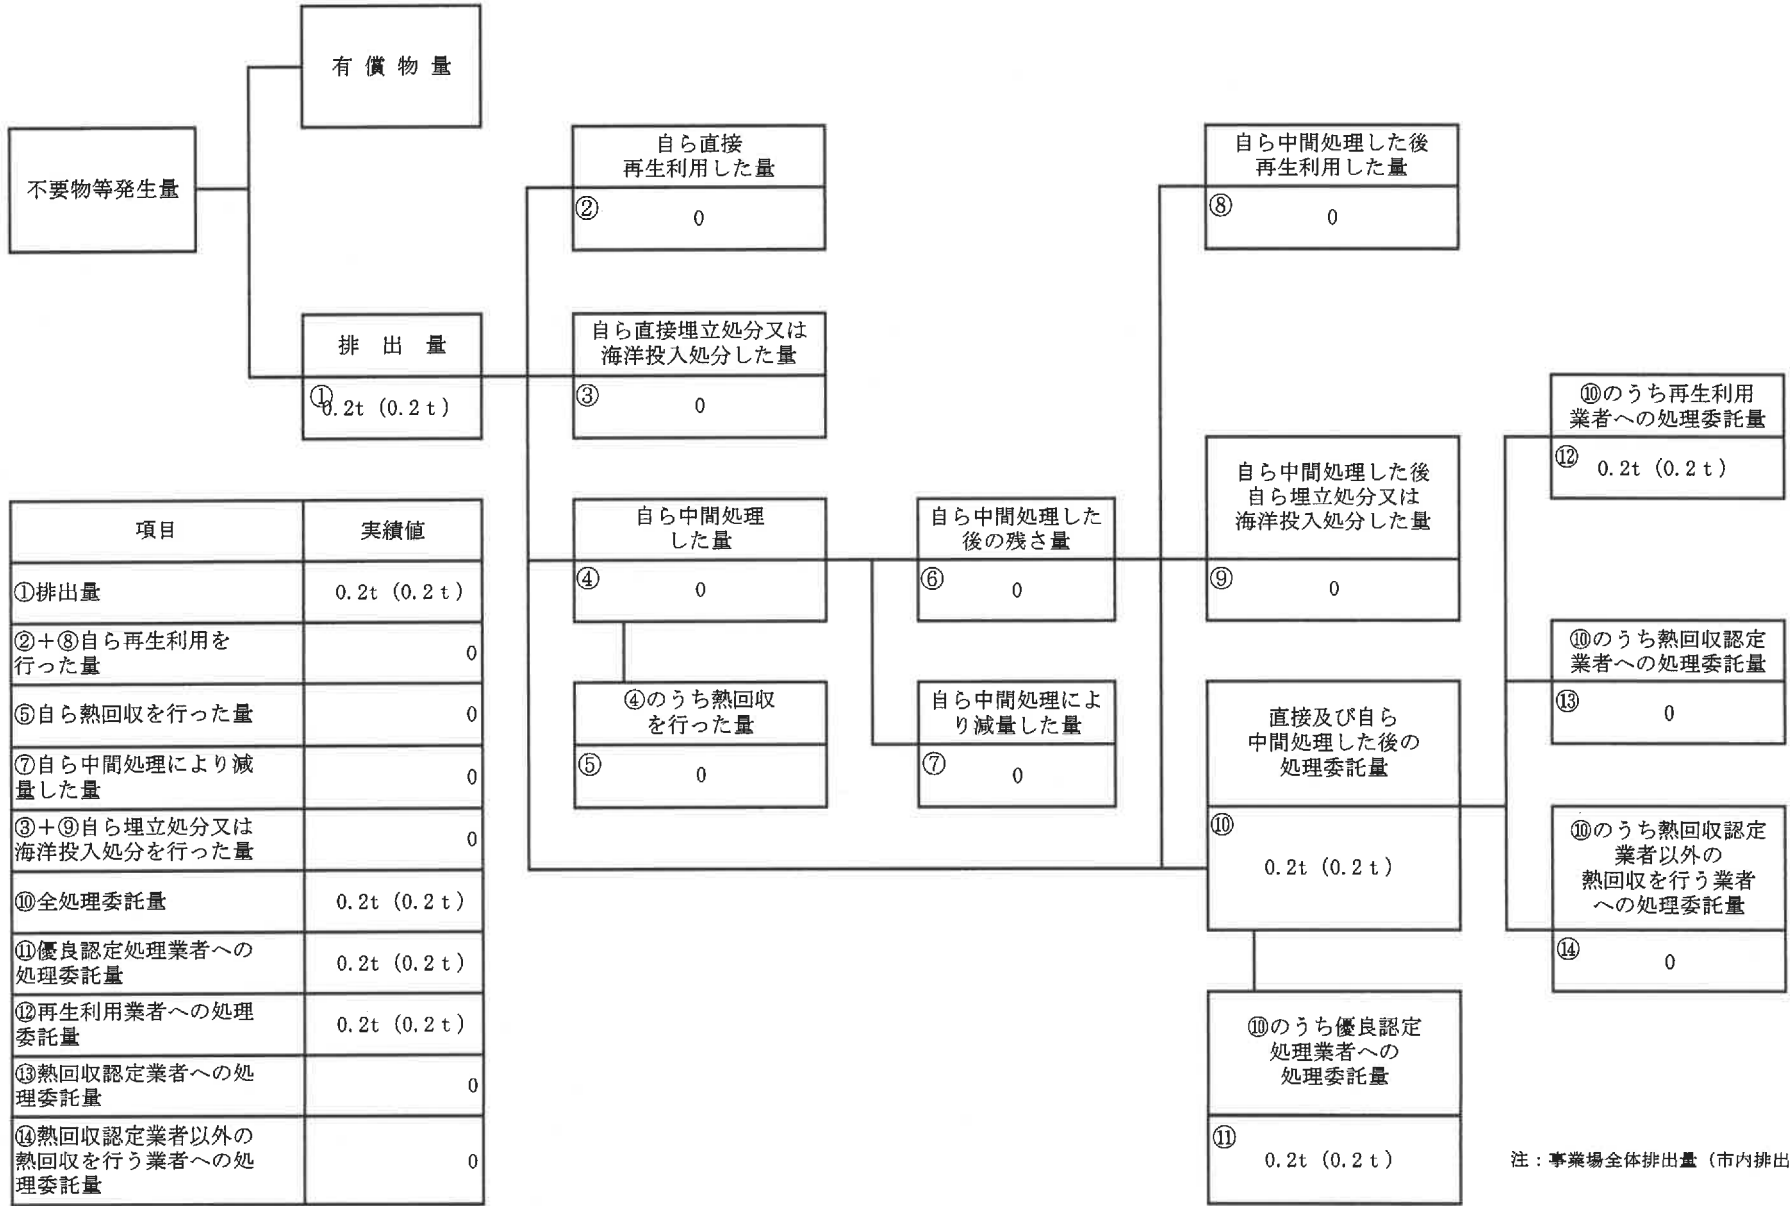 有 償 物 量
不要物等発生量
自ら直接
再生利用した量
②
0
自ら中間処理した後
再生利用した量
⑧
0
排 出 量
①
0.2t (0.2t)
自ら直接埋立処分又は
海洋投入処分した量
③
0
⑩のうち再生利用
業者への処理委託量
⑫
0.2t (0.2t)
自ら中間処理
した量
④
0
自ら中間処理した
後の残さ量
⑥
0
自ら中間処理した後
自ら埋立処分又は
海洋投入処分した量
⑨
0
⑩のうち熱回収認定
業者への処理委託量
⑬
0
④のうち熱回収
を行った量
⑤
0
自ら中間処理によ
り減量した量
⑦
0
直接及び自ら
中間処理した後の
処理委託量
⑩
0.2t (0.2t)
⑩のうち熱回収認定
業者以外の
熱回収を行う業者
への処理委託量
⑭
0
⑩のうち優良認定
処理業者への
処理委託量
⑪
0.2t (0.2t)
項目 実績値
①排出量 0.2t (0.2t)
②+⑧自ら再生利用を
行った量
0
⑤自ら熱回収を行った量 0
⑦自ら中間処理により減
量した量
0
③+⑨自ら埋立処分又は
海洋投入処分を行った量
0
⑩全処理委託量 0.2t (0.2t)
⑪優良認定処理業者への
処理委託量
0.2t (0.2t)
⑫再生利用業者への処理
委託量
0.2t (0.2t)
⑬熱回収認定業者への処
理委託量
0
⑭熱回収認定業者以外の
熱回収を行う業者への処
理委託量
0
注：事業場全体排出量（市内排出